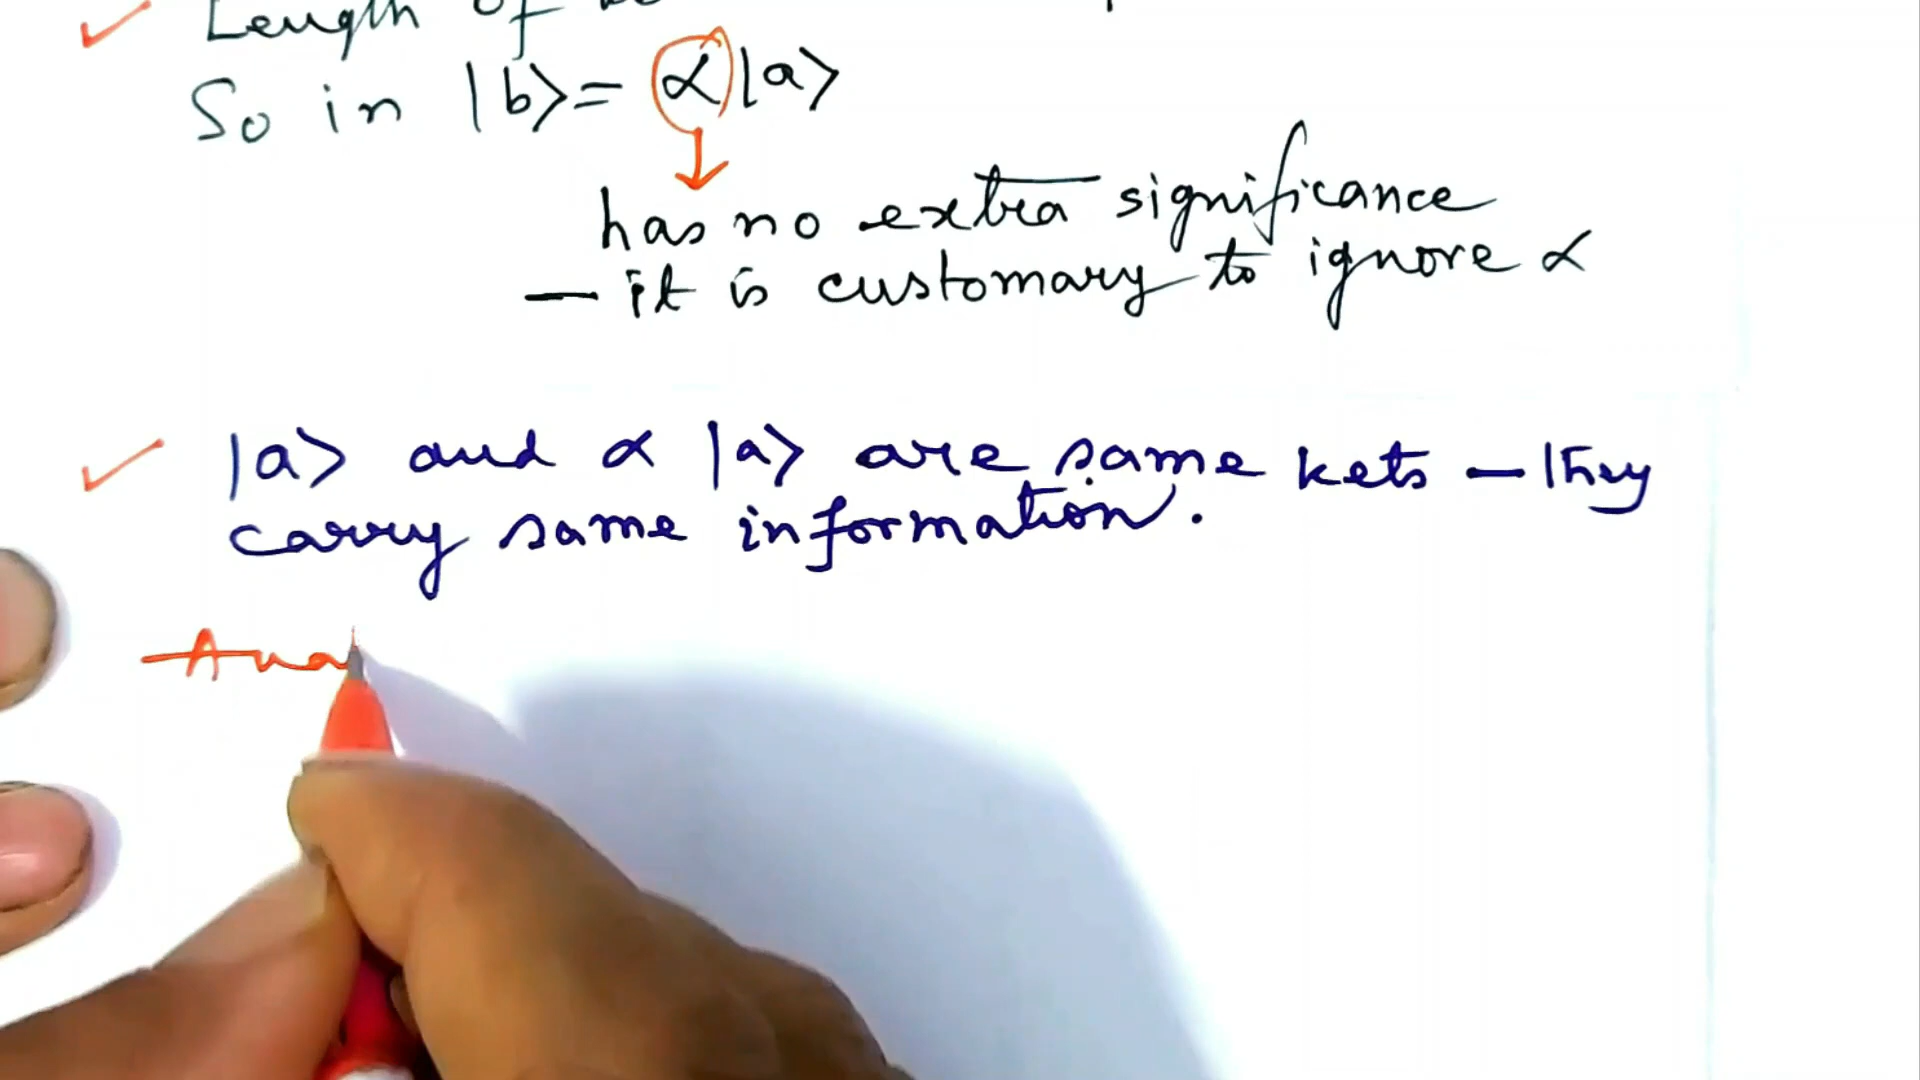 Length of
So in |b⟩ = α|a⟩
has no extra significance
— it is customary to ignore α
|a⟩ and α |a⟩ are same kets — They
carry same information.
Ana